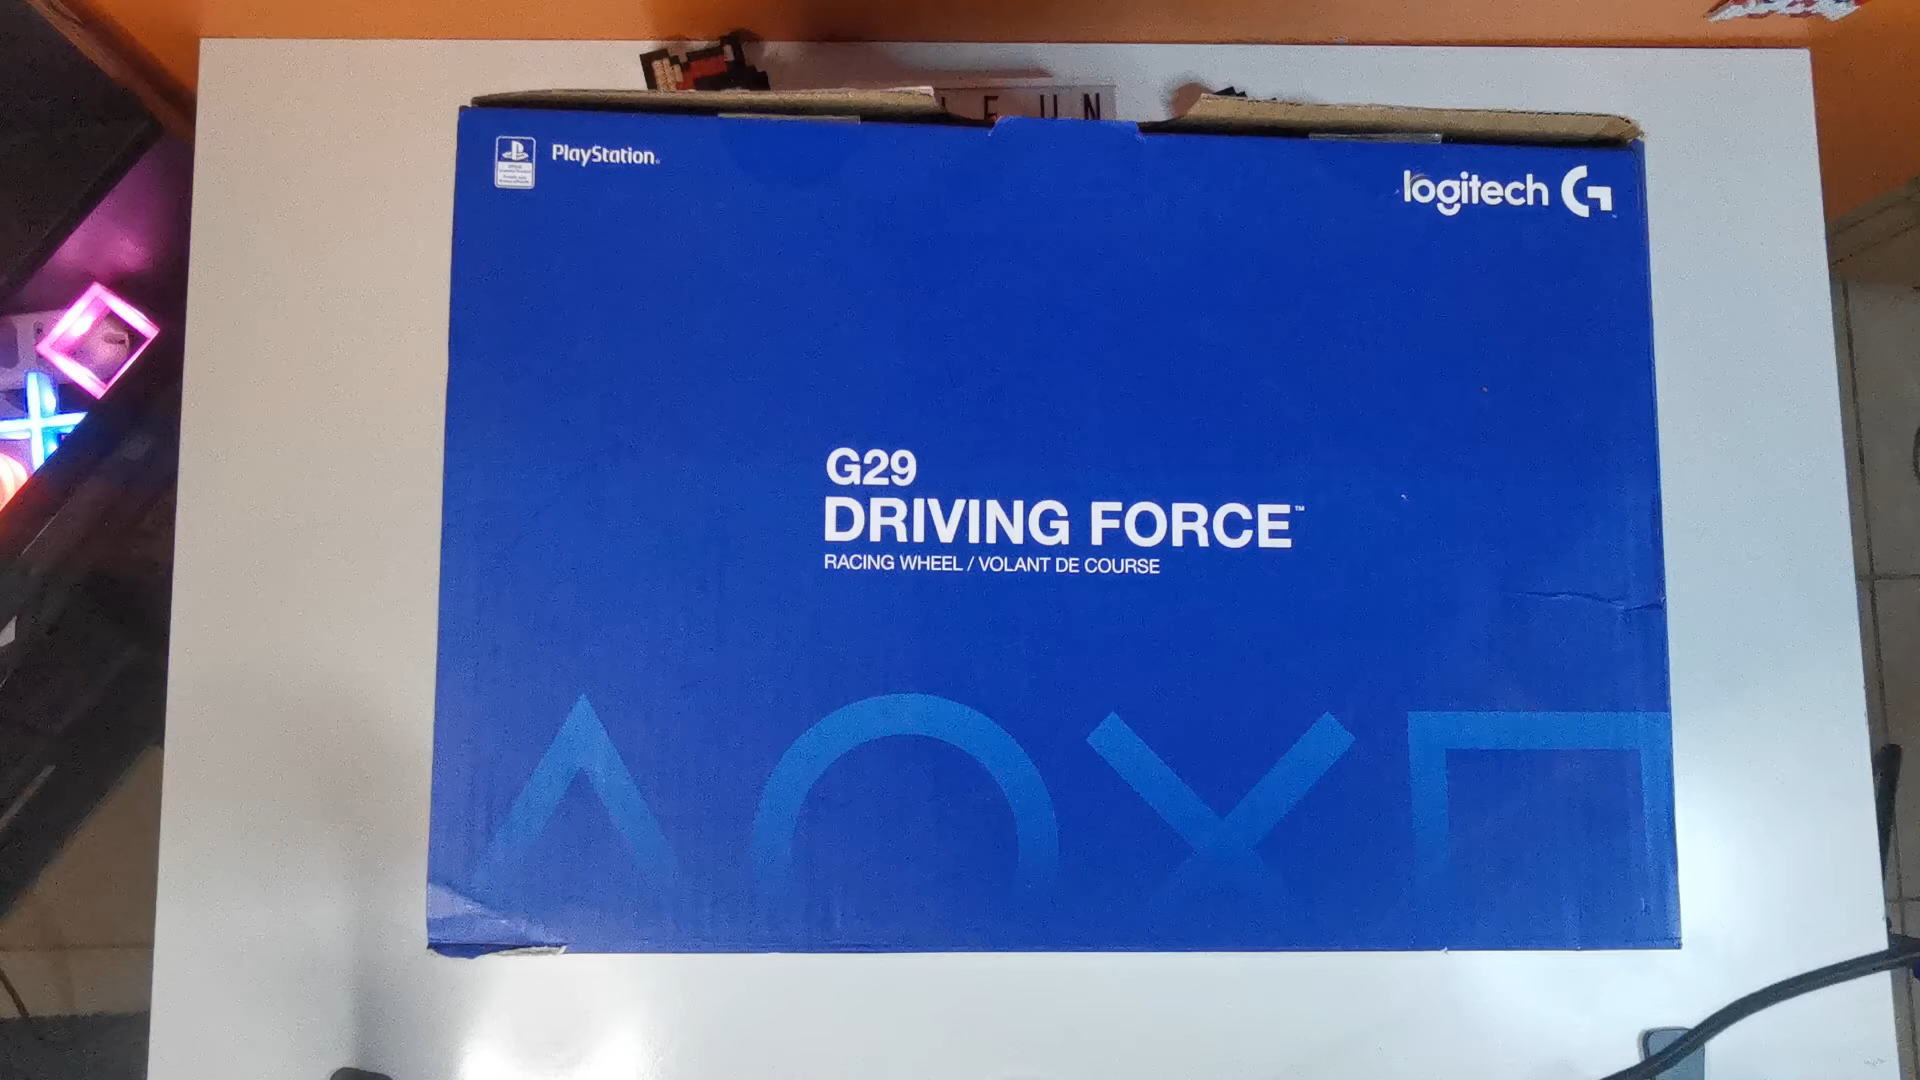 E U N
PlayStation
logitech G
G29
DRIVING FORCE™
RACING WHEEL / VOLANT DE COURSE